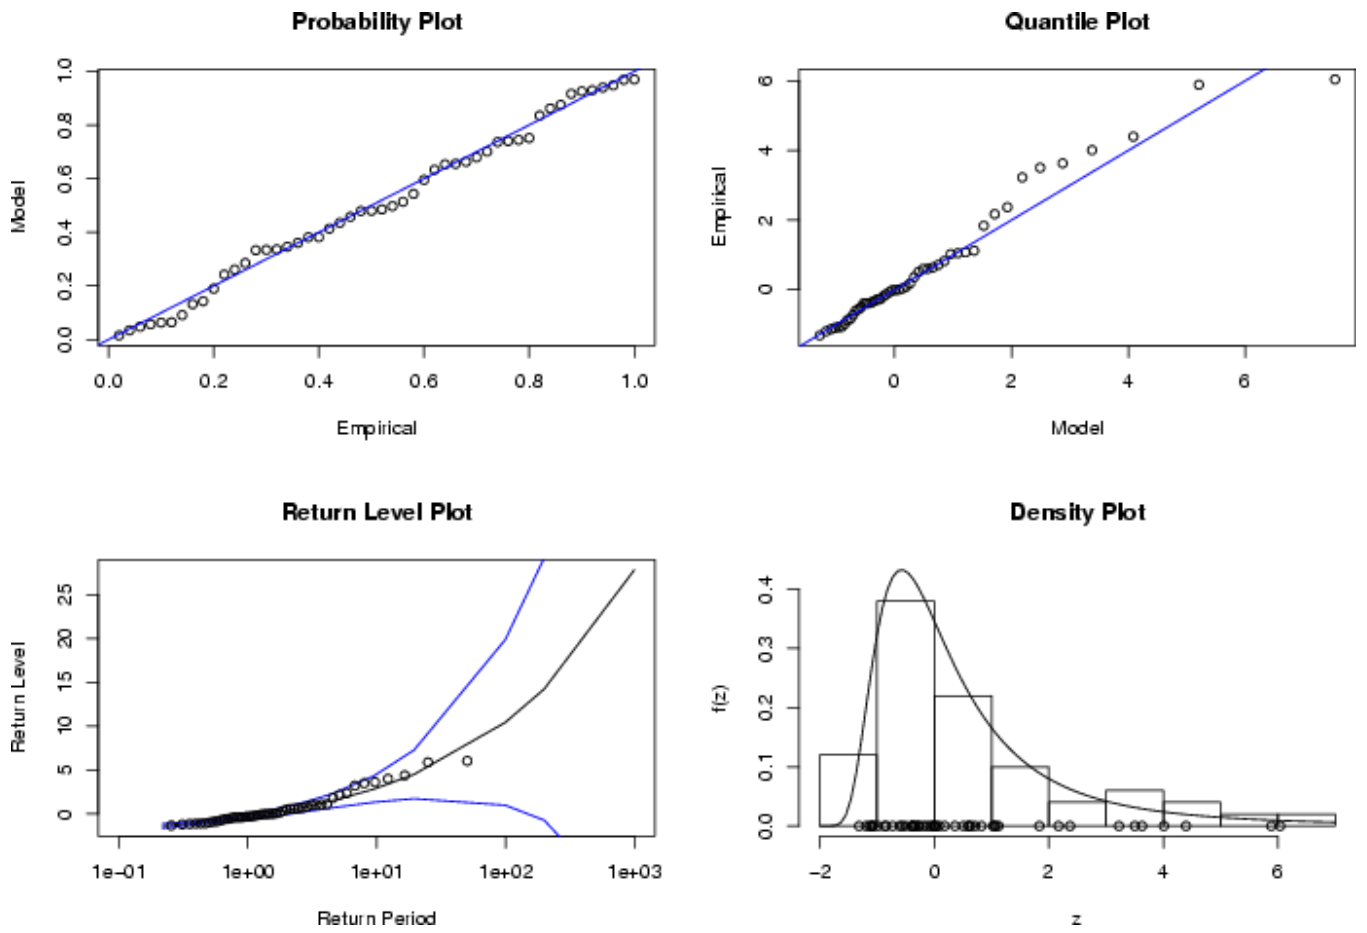 Probability Plot
Model
0.0 0.2 0.4 0.6 0.8 1.0
0.0 0.2 0.4 0.6 0.8 1.0
Empirical
Quantile Plot
Empirical
0 2 4 6
0 2 4 6
Model
Return Level Plot
Return Level
0 5 10 15 20 25
1e−01 1e+00 1e+01 1e+02 1e+03
Return Period
Density Plot
f(z)
0.0 0.1 0.2 0.3 0.4
−2 0 2 4 6
z